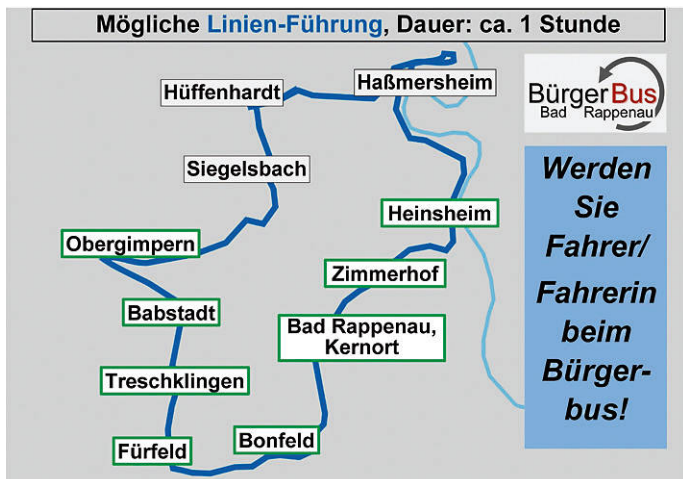 Mögliche Linien-Führung, Dauer: ca. 1 Stunde
Haßmersheim
Hüffenhardt
BürgerBus
Bad Rappenau
Siegelsbach
Werden
Sie
Fahrer/
Fahrerin
beim
Bürger-
bus!
Heinsheim
Obergimpern
Zimmerhof
Babstadt
Bad Rappenau,
Kernort
Treschklingen
Bonfeld
Fürfeld